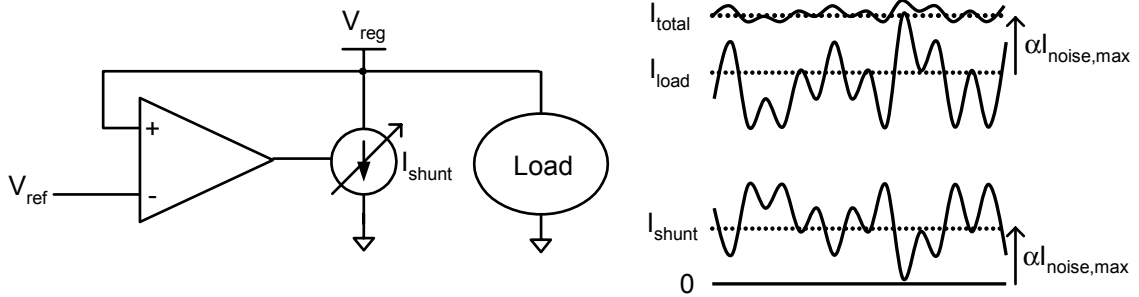 V_reg
+
-
V_ref
I_shunt
Load
I_total
I_load
αI_noise,max
I_shunt
αI_noise,max
0